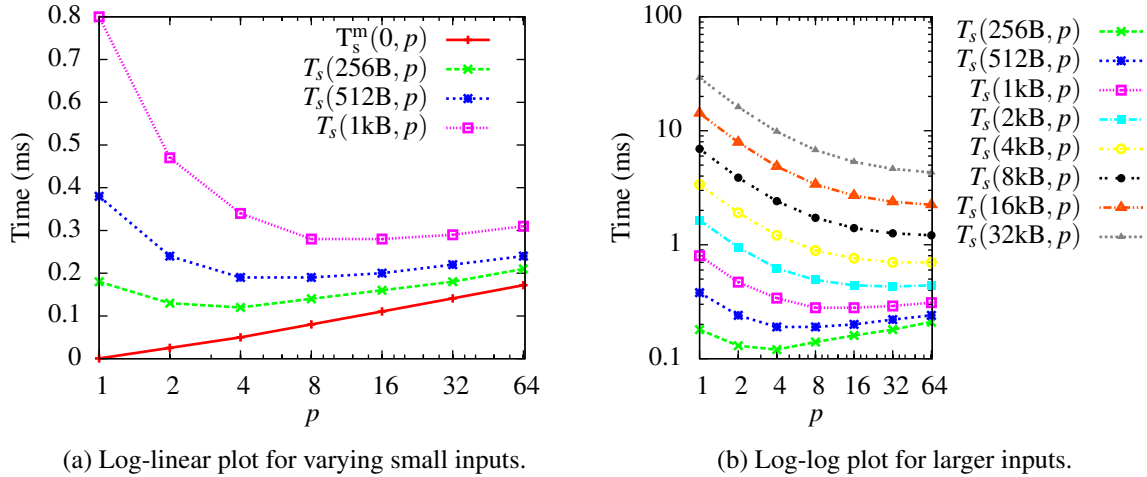 0.8
0.7
0.6
0.5
0.4
0.3
0.2
0.1
0
Time (ms)
1 2 4 8 16 32 64
p
T_s^m(0, p)
T_s(256B, p)
T_s(512B, p)
T_s(1kB, p)
(a) Log-linear plot for varying small inputs.
100
10
1
0.1
Time (ms)
1 2 4 8 16 32 64
p
T_s(256B, p)
T_s(512B, p)
T_s(1kB, p)
T_s(2kB, p)
T_s(4kB, p)
T_s(8kB, p)
T_s(16kB, p)
T_s(32kB, p)
(b) Log-log plot for larger inputs.